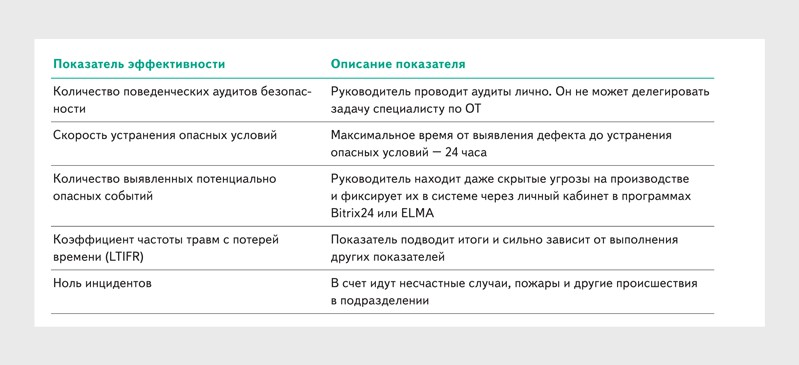 Показатель эффективности
Описание показателя
Количество поведенческих аудитов безопас-
ности
Руководитель проводит аудиты лично. Он не может делегировать
задачу специалисту по ОТ
Скорость устранения опасных условий
Максимальное время от выявления дефекта до устранения
опасных условий — 24 часа
Количество выявленных потенциально
опасных событий
Руководитель находит даже скрытые угрозы на производстве
и фиксирует их в системе через личный кабинет в программах
Bitrix24 или ELMA
Коэффициент частоты травм с потерей
времени (LTIFR)
Показатель подводит итоги и сильно зависит от выполнения
других показателей
Ноль инцидентов
В счет идут несчастные случаи, пожары и другие происшествия
в подразделении